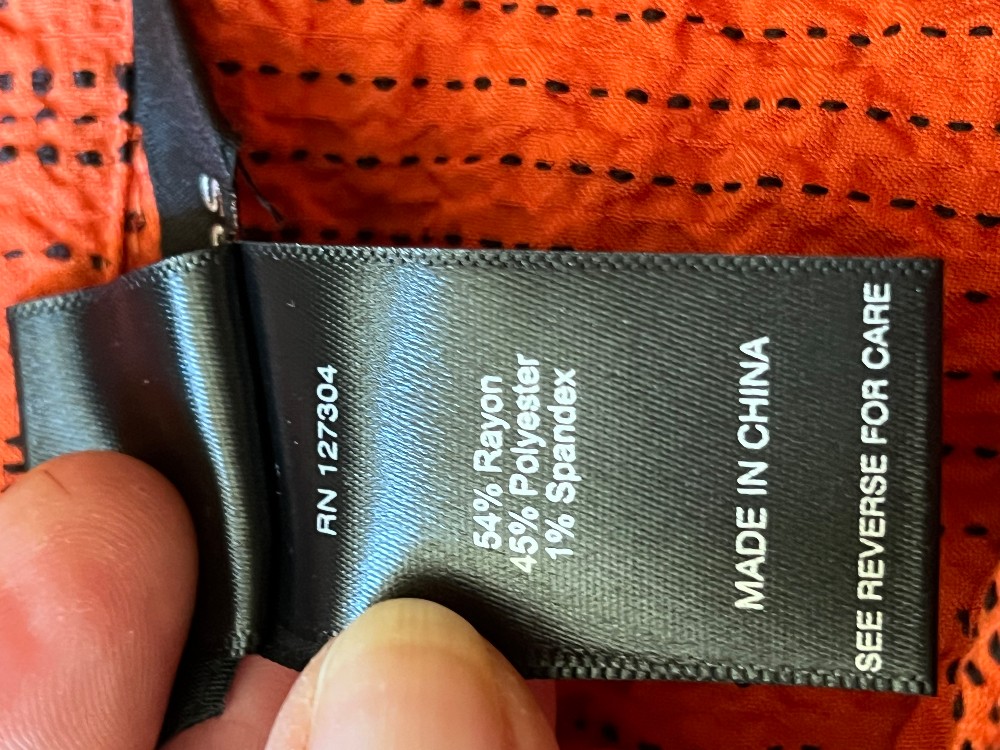 S
RN 127304
54% Rayon
45% Polyester
1% Spandex
MADE IN CHINA
SEE REVERSE FOR CARE